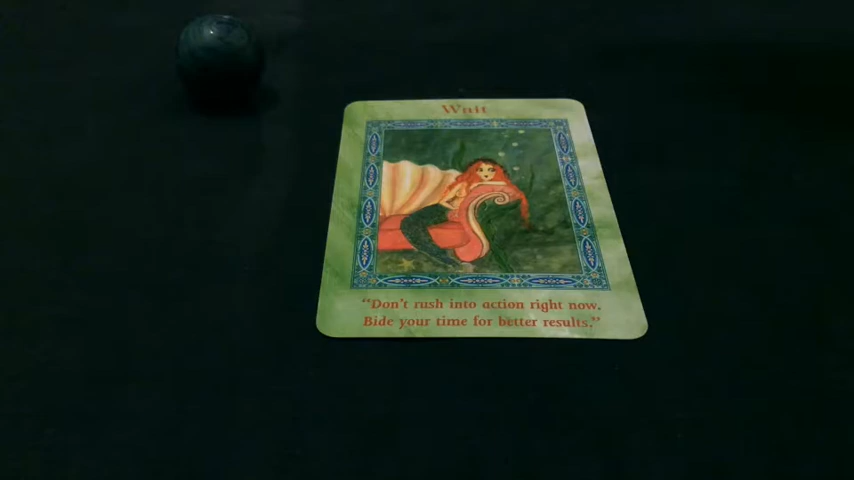 Wait
“Don't rush into action right now.
Bide your time for better results.”